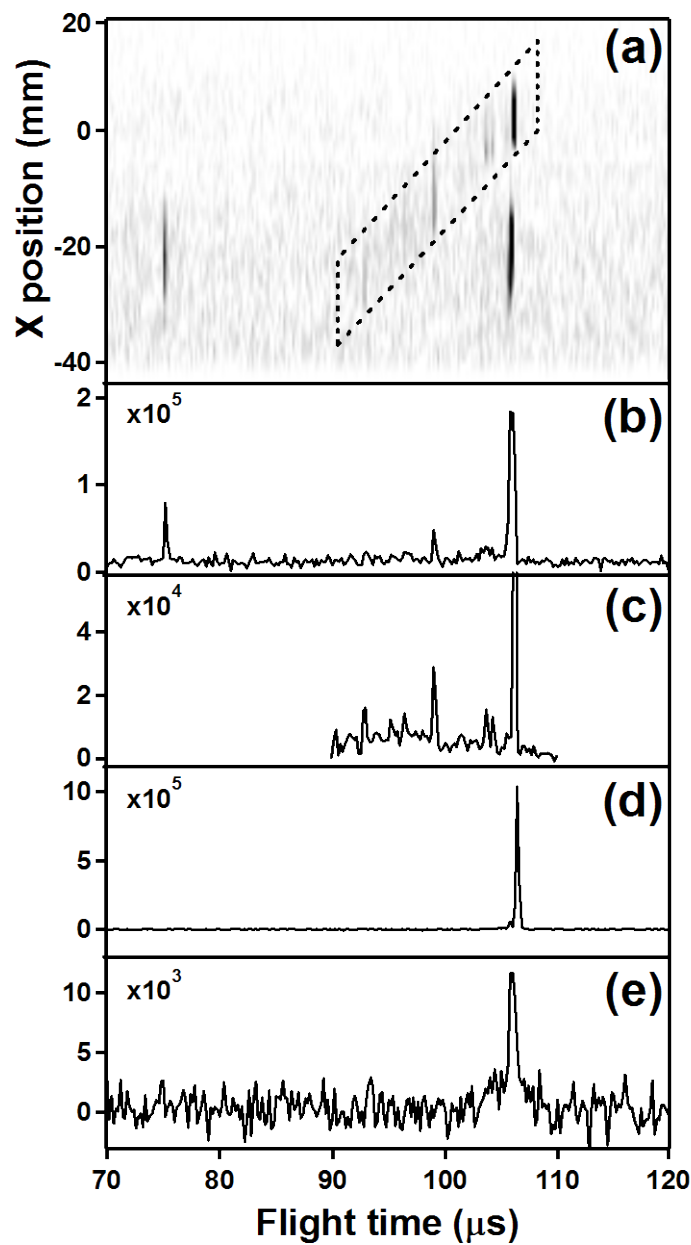 20
(a)
0
-20
-40
X position (mm)
2
x10⁵
(b)
1
0
x10⁴
(c)
4
2
0
x10⁵
(d)
10
5
0
x10³
(e)
10
5
0
70 80 90 100 110 120
Flight time (μs)